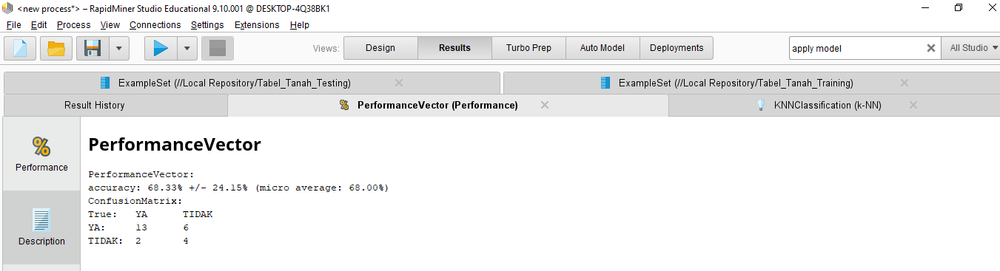 <new process*> – RapidMiner Studio Educational 9.10.001 @ DESKTOP-4Q38BK1
File Edit Process View Connections Settings Extensions Help
Views: Design Results Turbo Prep Auto Model Deployments apply model All Studio
ExampleSet (//Local Repository/Tabel_Tanah_Testing) ExampleSet (//Local Repository/Tabel_Tanah_Training)
Result History % PerformanceVector (Performance) KNNClassification (k-NN)
%
Performance
Description
PerformanceVector
PerformanceVector:
accuracy: 68.33% +/- 24.15% (micro average: 68.00%)
ConfusionMatrix:
True: YA TIDAK
YA: 13 6
TIDAK: 2 4